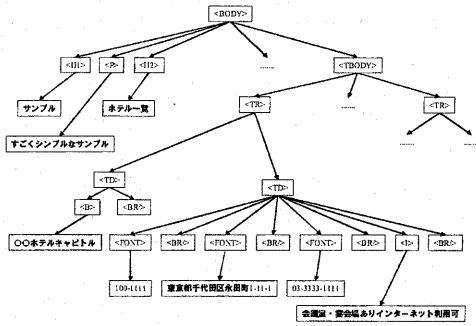 <BODY>
<H1> <P> <H2> ...... <TBODY>
サンプル ホテル一覧 <TR> ...... <TR>
すごくシンプルなサンプル ...... ......
<TD> <TD>
<B> <BR/>
〇〇ホテルキャピトル <FONT> <BR/> <FONT> <BR/> <FONT> <BR/> <I> <BR/>
100-1111 東京都千代田区永田町1-11-1 03-3333-1111
会議室・宴会場ありインターネット利用可